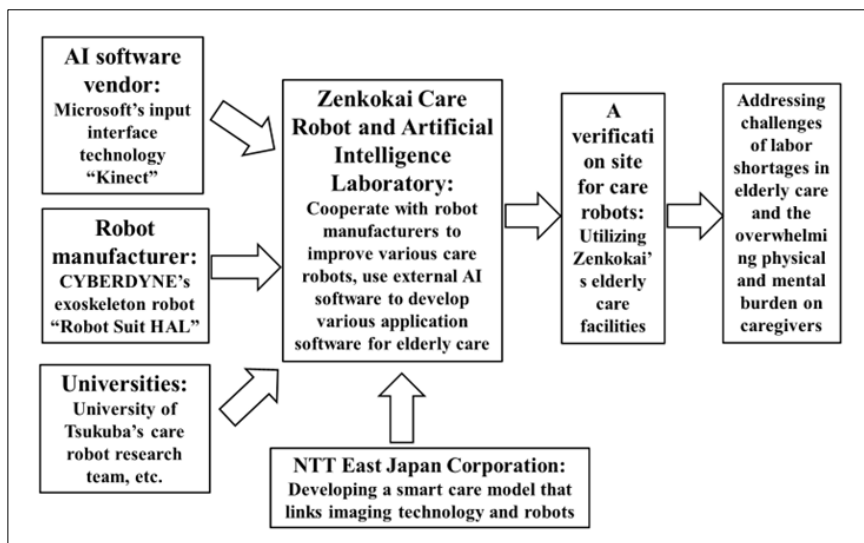 AI software
vendor:
Microsoft's input
interface
technology
“Kinect”
Robot
manufacturer:
CYBERDYNE's
exoskeleton robot
“Robot Suit HAL”
Universities:
University of
Tsukuba's care
robot research
team, etc.
Zenkokai Care
Robot and Artificial
Intelligence
Laboratory:
Cooperate with robot
manufacturers to
improve various care
robots, use external AI
software to develop
various application
software for elderly care
NTT East Japan Corporation:
Developing a smart care model that
links imaging technology and robots
A
verificati
on site
for care
robots:
Utilizing
Zenkokai'
s elderly
care
facilities
Addressing
challenges
of labor
shortages in
elderly care
and the
overwhelmi
ng physical
and mental
burden on
caregivers